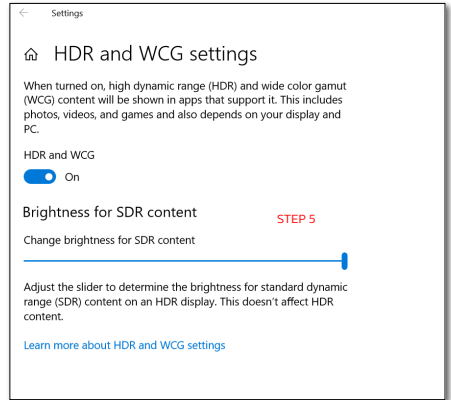 Settings
HDR and WCG settings
When turned on, high dynamic range (HDR) and wide color gamut
(WCG) content will be shown in apps that support it. This includes
photos, videos, and games and also depends on your display and
PC.
HDR and WCG
On
Brightness for SDR content
STEP 5
Change brightness for SDR content
Adjust the slider to determine the brightness for standard dynamic
range (SDR) content on an HDR display. This doesn't affect HDR
content.
Learn more about HDR and WCG settings